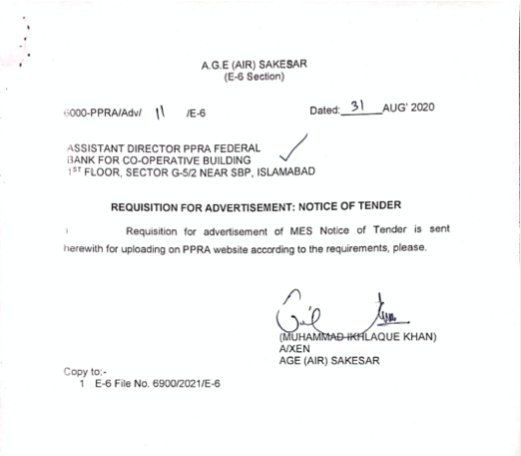 A.G.E (AIR) SAKESAR
(E-6 Section)
6000-PPRA/Adv/ 11 /E-6 Dated: 31 AUG' 2020
ASSISTANT DIRECTOR PPRA FEDERAL
BANK FOR CO-OPERATIVE BUILDING
1ST FLOOR, SECTOR G-5/2 NEAR SBP, ISLAMABAD
REQUISITION FOR ADVERTISEMENT: NOTICE OF TENDER
Requisition for advertisement of MES Notice of Tender is sent
herewith for uploading on PPRA website according to the requirements, please.
(MUHAMMAD IKHLAQUE KHAN)
A/XEN
AGE (AIR) SAKESAR
Copy to:-
1 E-6 File No. 6900/2021/E-6